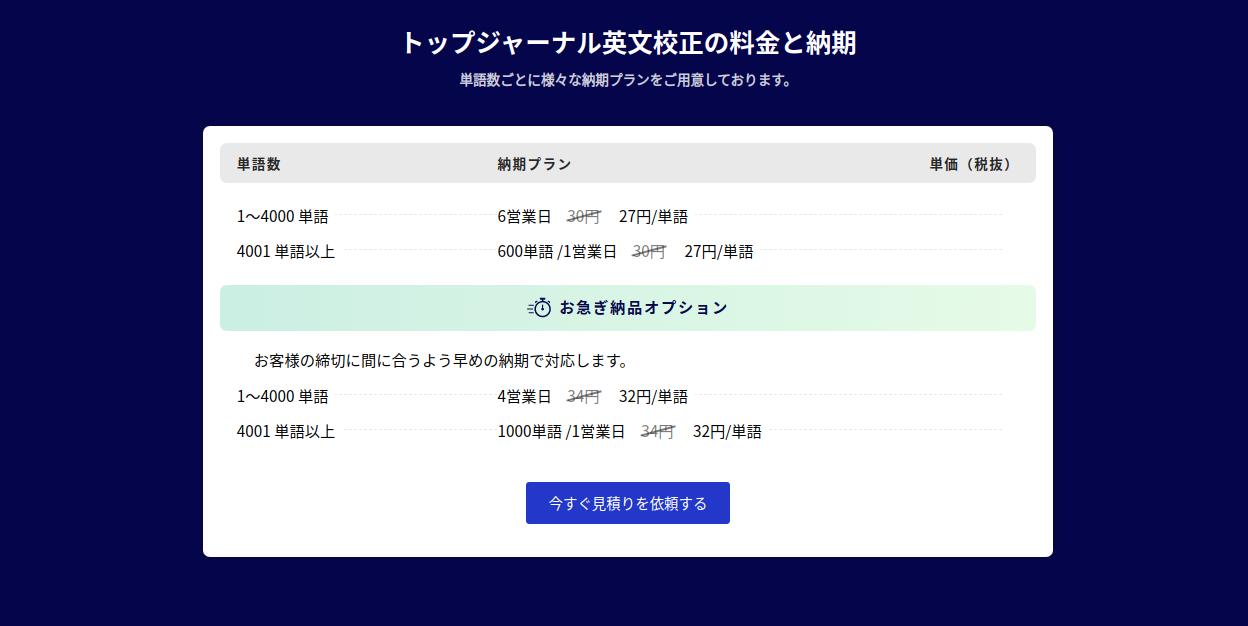 トップジャーナル英文校正の料金と納期
単語数ごとに様々な納期プランをご用意しております。
単語数 納期プラン 単価（税抜）
1〜4000 単語 6営業日 30円 27円/単語
4001 単語以上 600単語 /1営業日 30円 27円/単語
お急ぎ納品オプション
お客様の締切に間に合うよう早めの納期で対応します。
1〜4000 単語 4営業日 34円 32円/単語
4001 単語以上 1000単語 /1営業日 34円 32円/単語
今すぐ見積りを依頼する